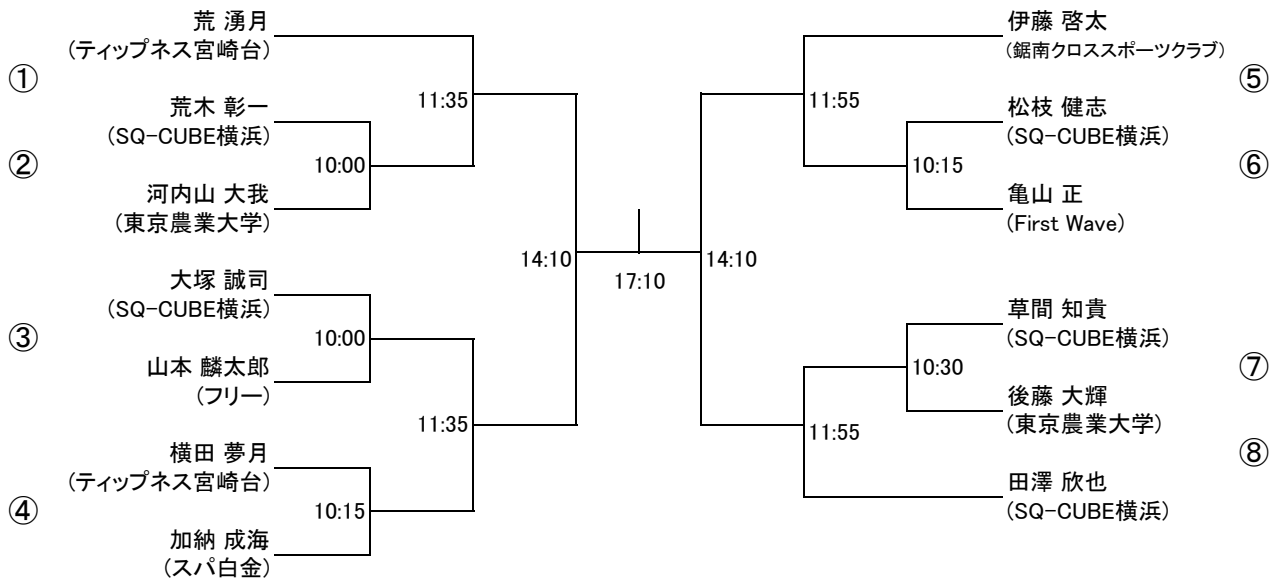 荒 湧月
(ティップネス宮崎台)
①
11:35
荒木 彰一
(SQ-CUBE横浜)
②
10:00
河内山 大我
(東京農業大学)
14:10
大塚 誠司
(SQ-CUBE横浜)
③
10:00
山本 麟太郎
(フリー)
11:35
横田 夢月
(ティップネス宮崎台)
④
10:15
加納 成海
(スパ白金)
17:10
伊藤 啓太
(鋸南クロススポーツクラブ)
⑤
11:55
松枝 健志
(SQ-CUBE横浜)
10:15
⑥
亀山 正
(First Wave)
14:10
草間 知貴
(SQ-CUBE横浜)
10:30
⑦
後藤 大輝
(東京農業大学)
11:55
⑧
田澤 欣也
(SQ-CUBE横浜)